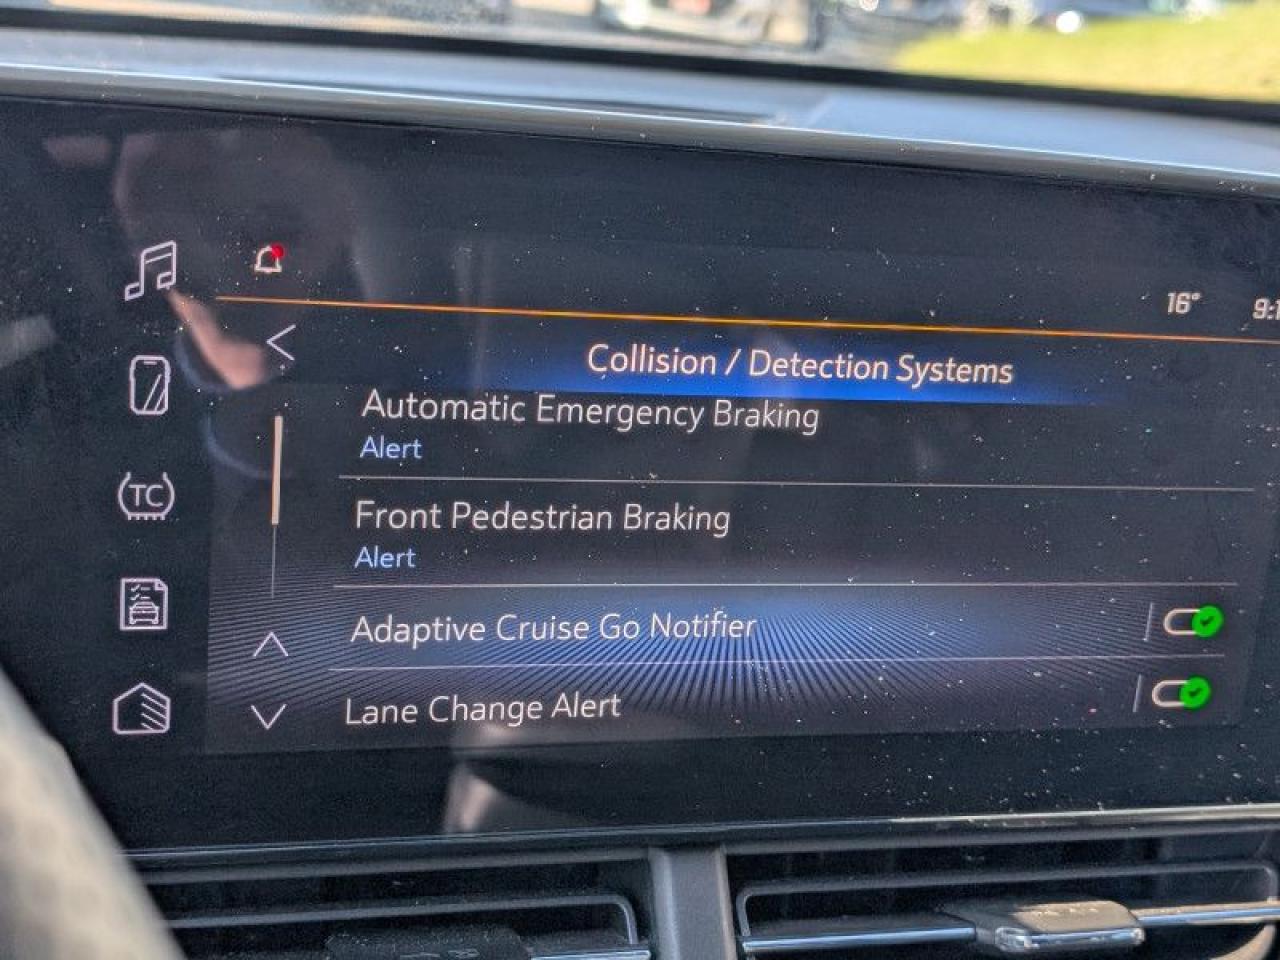 16°
Collision / Detection Systems
Automatic Emergency Braking
Alert
Front Pedestrian Braking
Alert
TC
Adaptive Cruise Go Notifier
Lane Change Alert